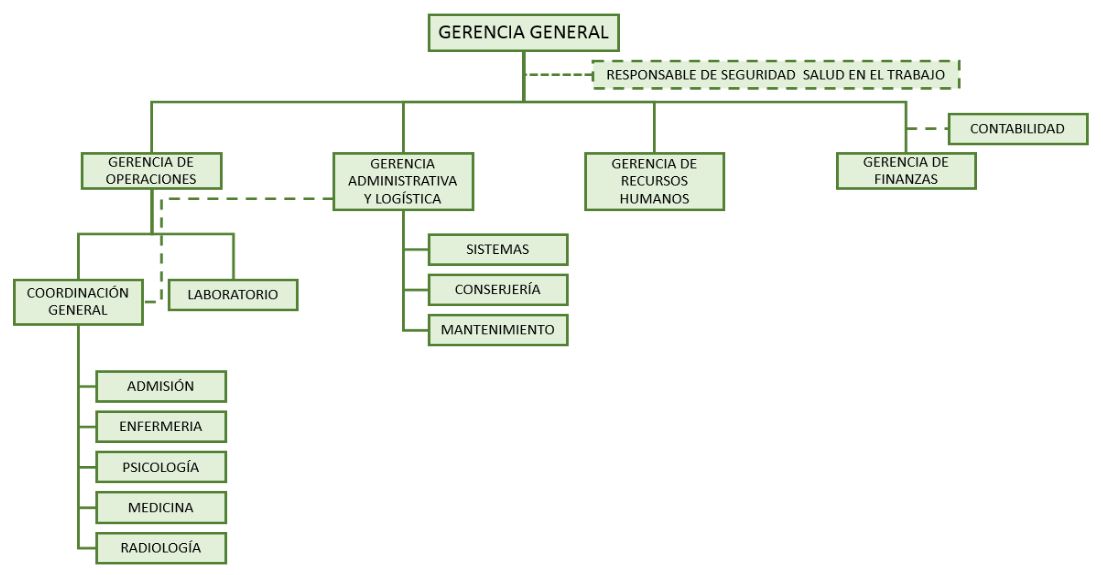 GERENCIA GENERAL
RESPONSABLE DE SEGURIDAD SALUD EN EL TRABAJO
CONTABILIDAD
GERENCIA DE
OPERACIONES
GERENCIA
ADMINISTRATIVA
Y LOGÍSTICA
GERENCIA DE
RECURSOS
HUMANOS
GERENCIA DE
FINANZAS
SISTEMAS
CONSERJERÍA
MANTENIMIENTO
COORDINACIÓN
GENERAL
LABORATORIO
ADMISIÓN
ENFERMERIA
PSICOLOGÍA
MEDICINA
RADIOLOGÍA